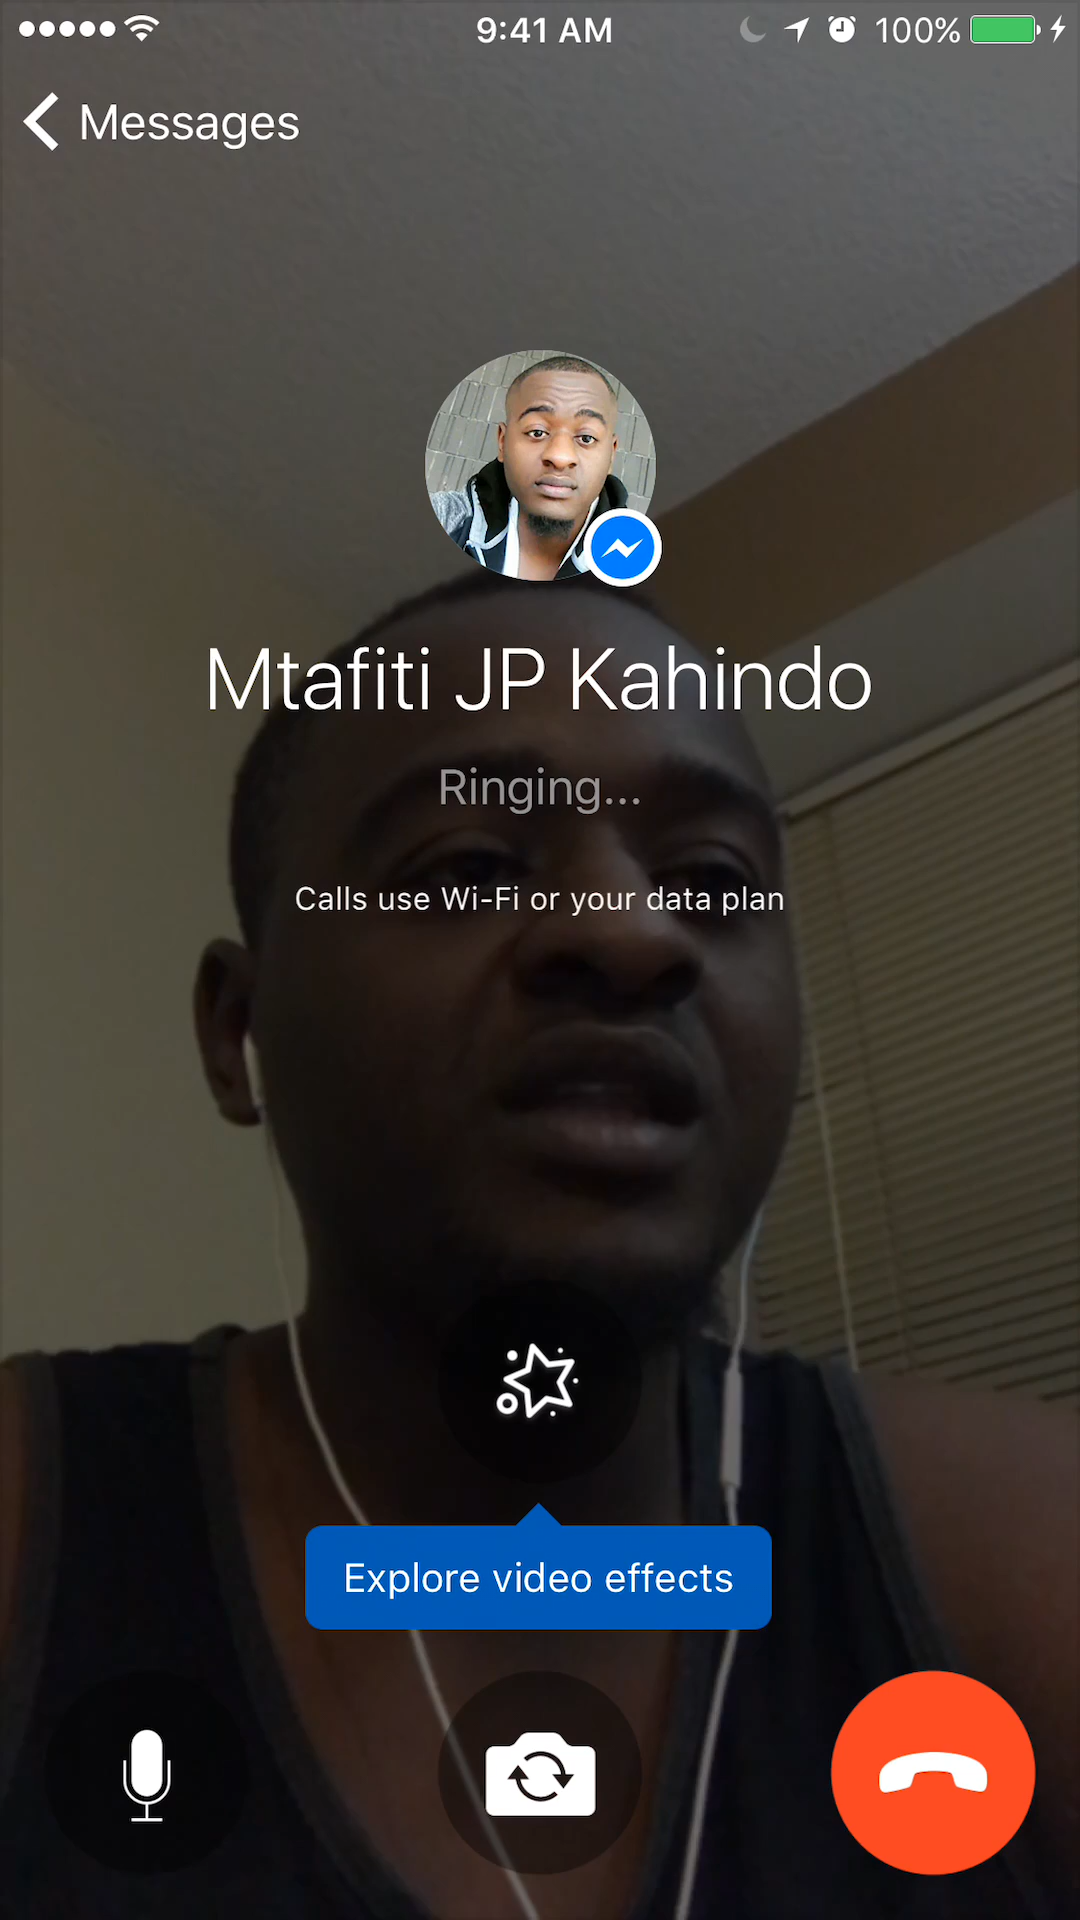 9:41 AM
100%
Messages
Mtafiti JP Kahindo
Ringing...
Calls use Wi-Fi or your data plan
Explore video effects